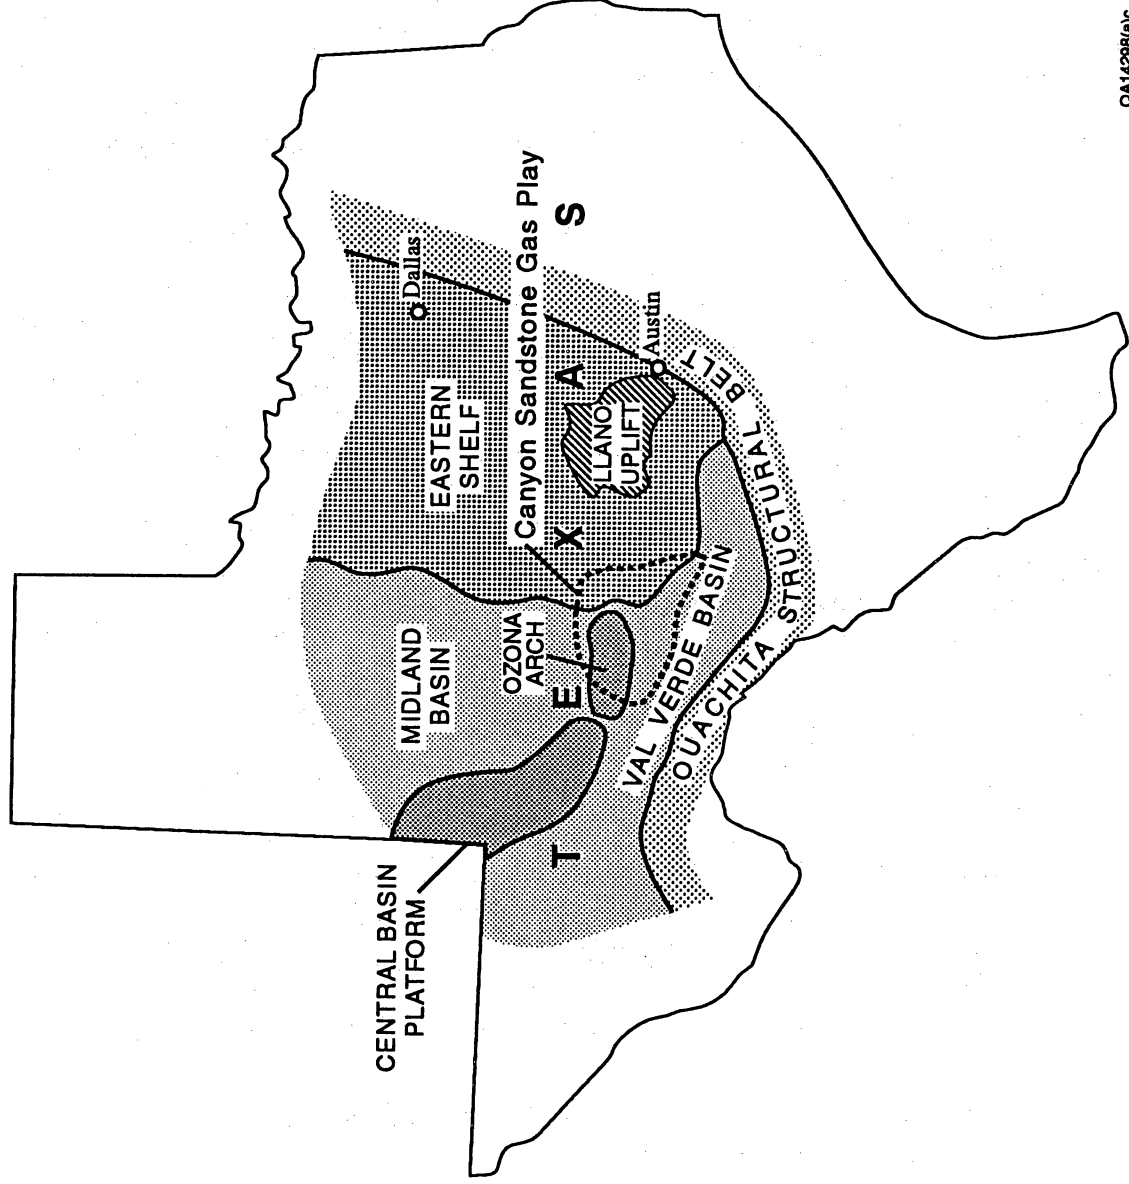 CENTRAL BASIN
PLATFORM
MIDLAND
BASIN
EASTERN
SHELF
Dallas
OZONA
ARCH
Canyon Sandstone Gas Play
T E X A S
LLANO
UPLIFT
Austin
VAL VERDE BASIN
OUACHITA STRUCTURAL BELT
QA14298(a)c